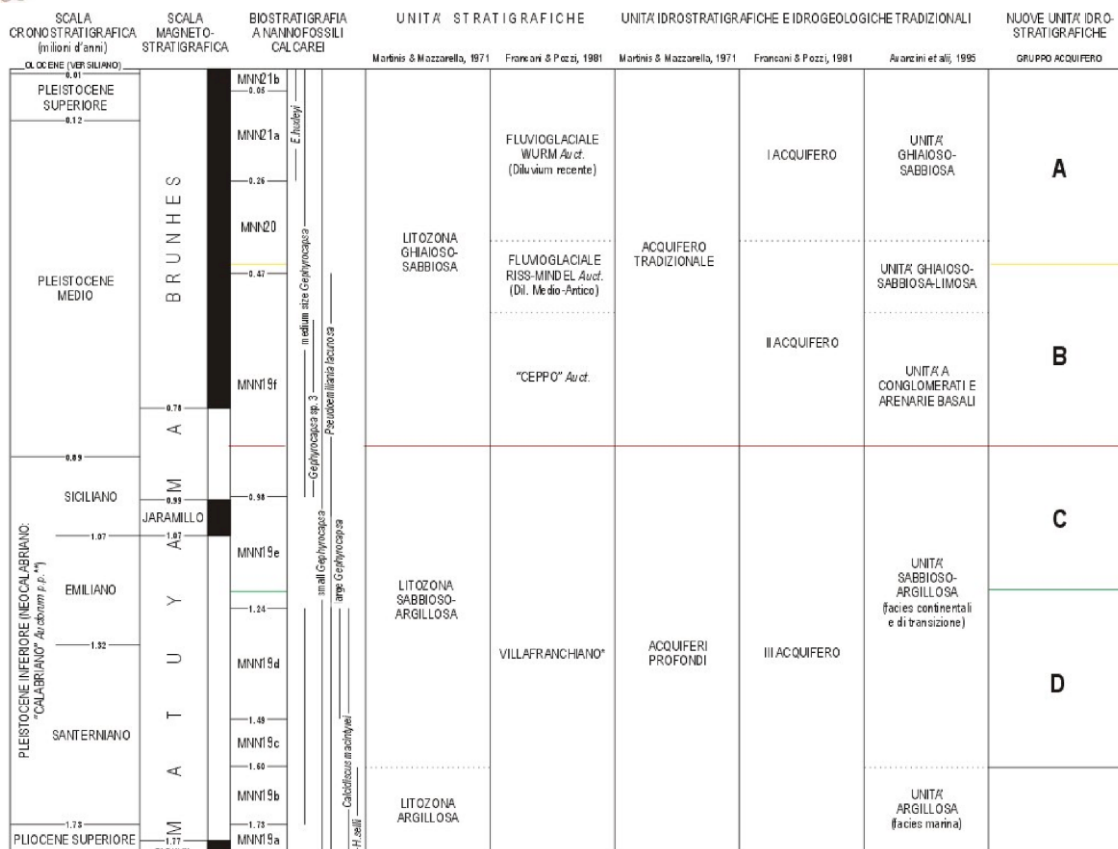 SCALA
CRONOSTRATIGRAFICA
(milioni d'anni)
SCALA
MAGNETO-
STRATIGRAFICA
BIOSTRATIGRAFIA
A NANNOFOSSILI
CALCAREI
UNITA' STRATIGRAFICHE
UNITA' IDROSTRATIGRAFICHE E IDROGEOLOGICHE TRADIZIONALI
NUOVE UNITA' IDRO-
STRATIGRAFICHE
Martinis & Mazzarella, 1971
Francani & Pozzi, 1981
Martinis & Mazzarella, 1971
Francani & Pozzi, 1981
Avanzini et alii, 1995
GRUPPO ACQUIFERO
OLOCENE (VERSILIANO)
0.01
PLEISTOCENE
SUPERIORE
0.12
PLEISTOCENE
MEDIO
0.89
PLEISTOCENE INFERIORE (NEOCALABRIANO:
"CALABRIANO" Auctorum p.p.**)
SICILIANO
1.07
EMILIANO
1.32
SANTERNIANO
1.73
PLIOCENE SUPERIORE
BRUNHES
0.78
MATUYAMA
0.99
JARAMILLO
1.07
M
1.77
MNN21b
0.05
MNN21a
0.26
MNN20
0.47
MNN19f
0.98
MNN19e
1.24
MNN19d
1.49
MNN19c
1.60
MNN19b
1.73
MNN19a
E.huxleyi
medium size Gephyrocapsa
Gephyrocapsa sp. 3
small Gephyrocapsa
Pseudoemiliania lacunosa
large Gephyrocapsa
Calcidiscus macintyrei
H.sellii
LITOZONA
GHIAIOSO-
SABBIOSA
LITOZONA
SABBIOSO-
ARGILLOSA
LITOZONA
ARGILLOSA
FLUVIOGLACIALE
WURM Auct.
(Diluvium recente)
FLUVIOGLACIALE
RISS-MINDEL Auct.
(Dil. Medio-Antico)
"CEPPO" Auct.
VILLAFRANCHIANO*
ACQUIFERO
TRADIZIONALE
ACQUIFERI
PROFONDI
I ACQUIFERO
II ACQUIFERO
III ACQUIFERO
UNITA'
GHIAIOSO-
SABBIOSA
UNITA' GHIAIOSO-
SABBIOSA-LIMOSA
UNITA' A
CONGLOMERATI E
ARENARIE BASALI
UNITA'
SABBIOSO-
ARGILLOSA
(facies continentali
e di transizione)
UNITA'
ARGILLOSA
(facies marina)
A
B
C
D